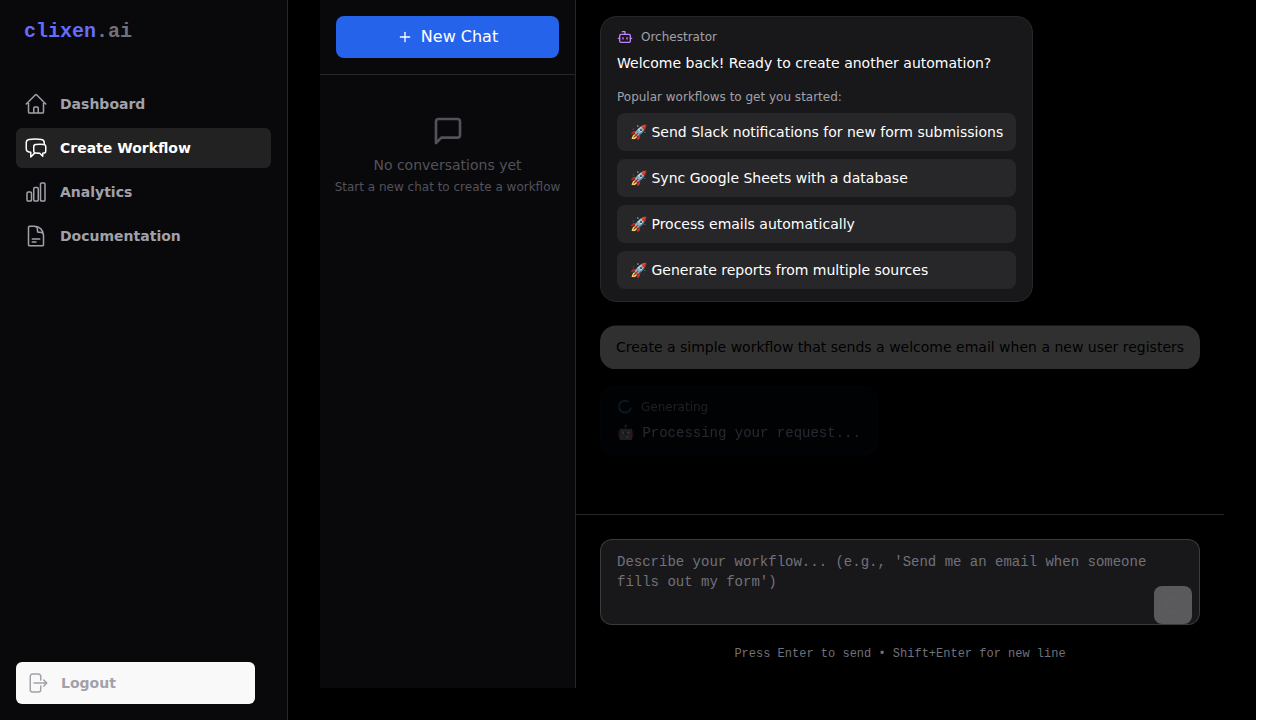 clixen.ai
Dashboard
Create Workflow
Analytics
Documentation
Logout
New Chat
No conversations yet
Start a new chat to create a workflow
Orchestrator
Welcome back! Ready to create another automation?
Popular workflows to get you started:
🚀 Send Slack notifications for new form submissions
🚀 Sync Google Sheets with a database
🚀 Process emails automatically
🚀 Generate reports from multiple sources
Create a simple workflow that sends a welcome email when a new user registers
Generating
🤖 Processing your request...
Describe your workflow... (e.g., 'Send me an email when someone
fills out my form')
Press Enter to send • Shift+Enter for new line